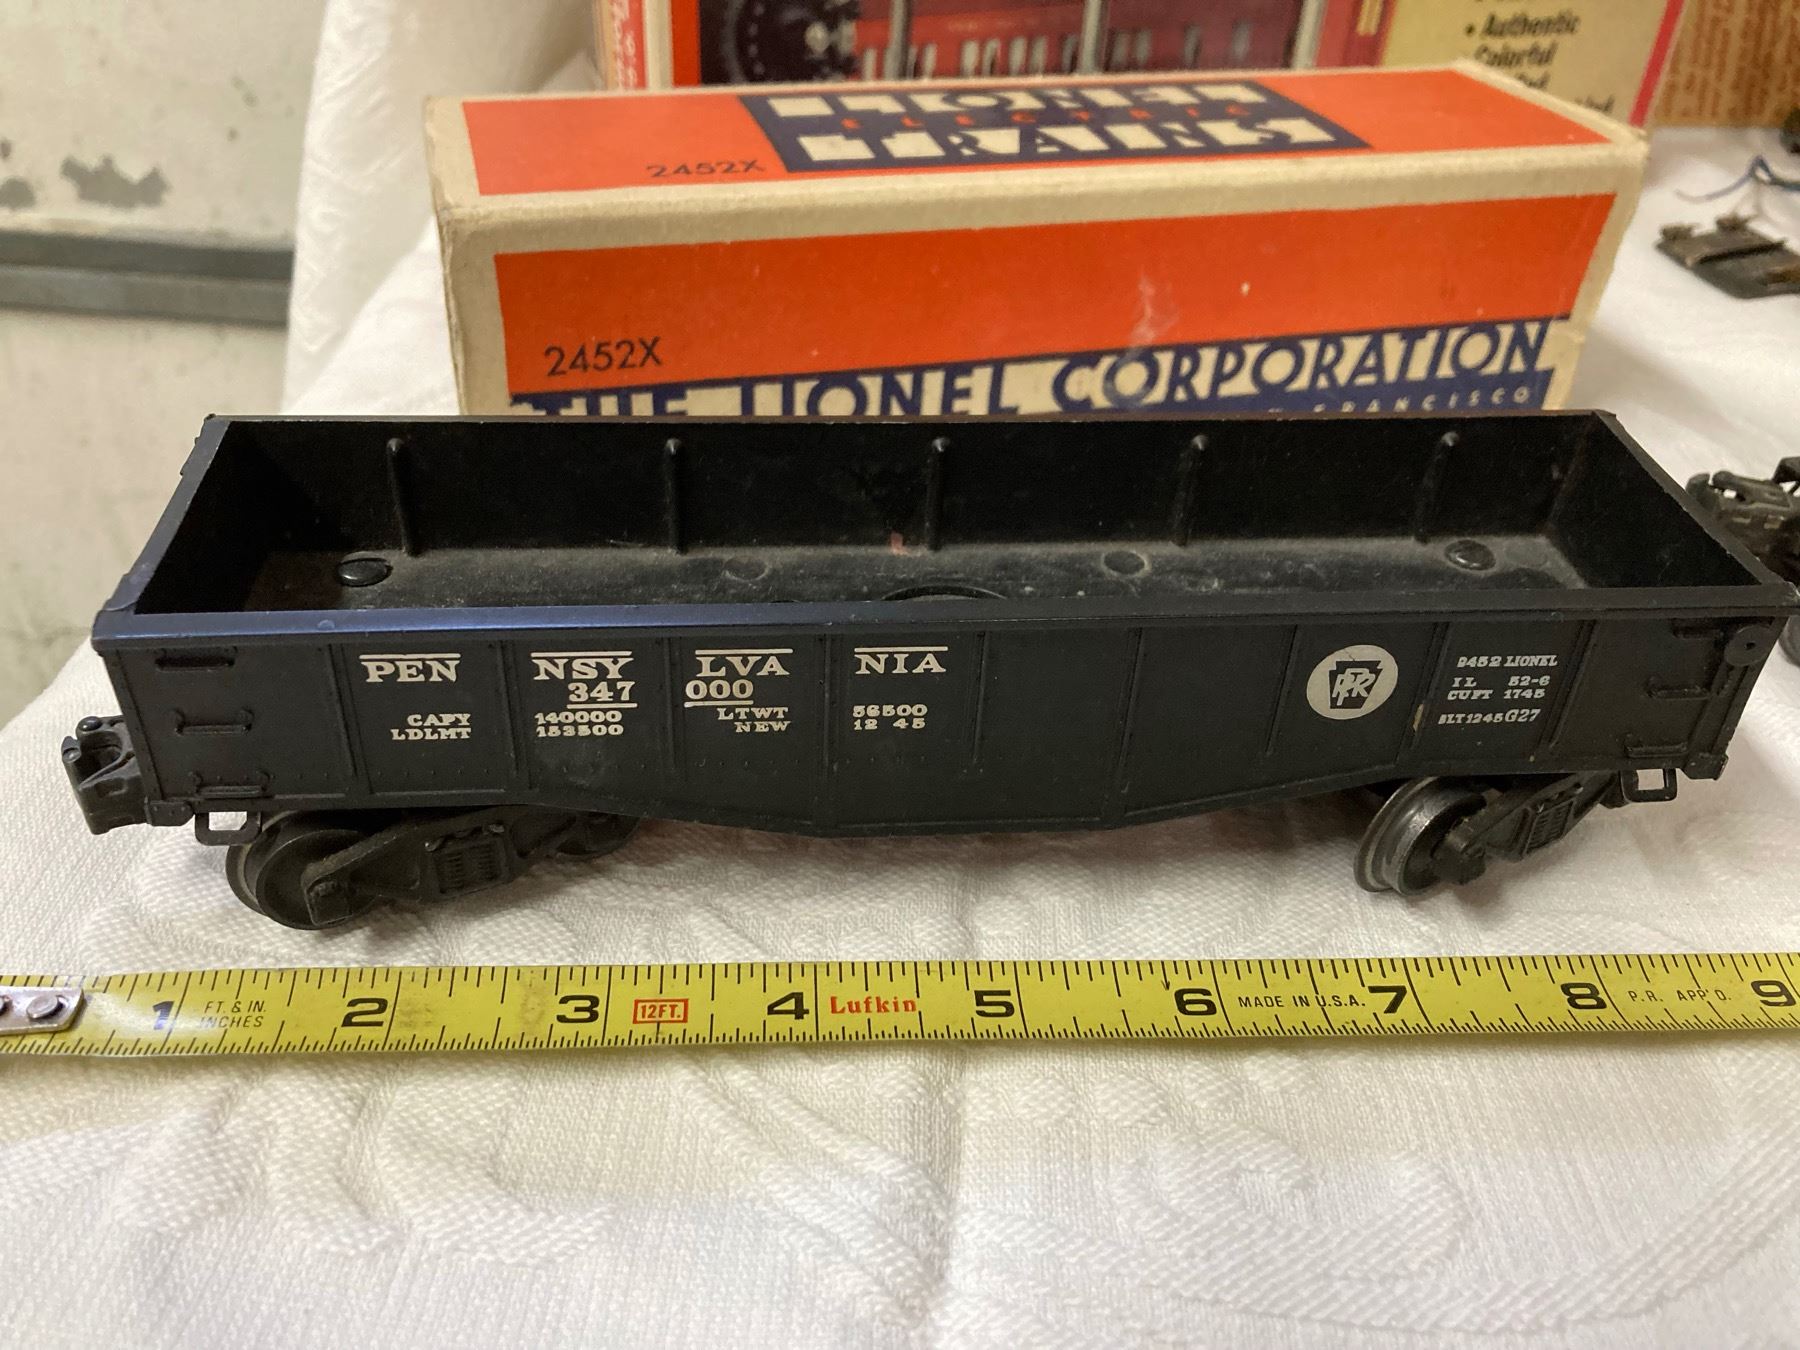 • Authentic
Colorful
LIONEL
ELECTRIC
TRAINS
2452X
2452X
THE LIONEL CORPORATION
FRANCISCO
PEN NSY LVA NIA
347 000
CAPY 140000 LTWT 56500
LDLMT 153500 NEW 12 45
PRR
2452 LIONEL
IL 52-6
CUFT 1745
BLT 1245 G27
1 FT. & IN. INCHES 2 3 12FT. 4 Lufkin 5 6 MADE IN U.S.A. 7 8 P.R. APP'D. 9